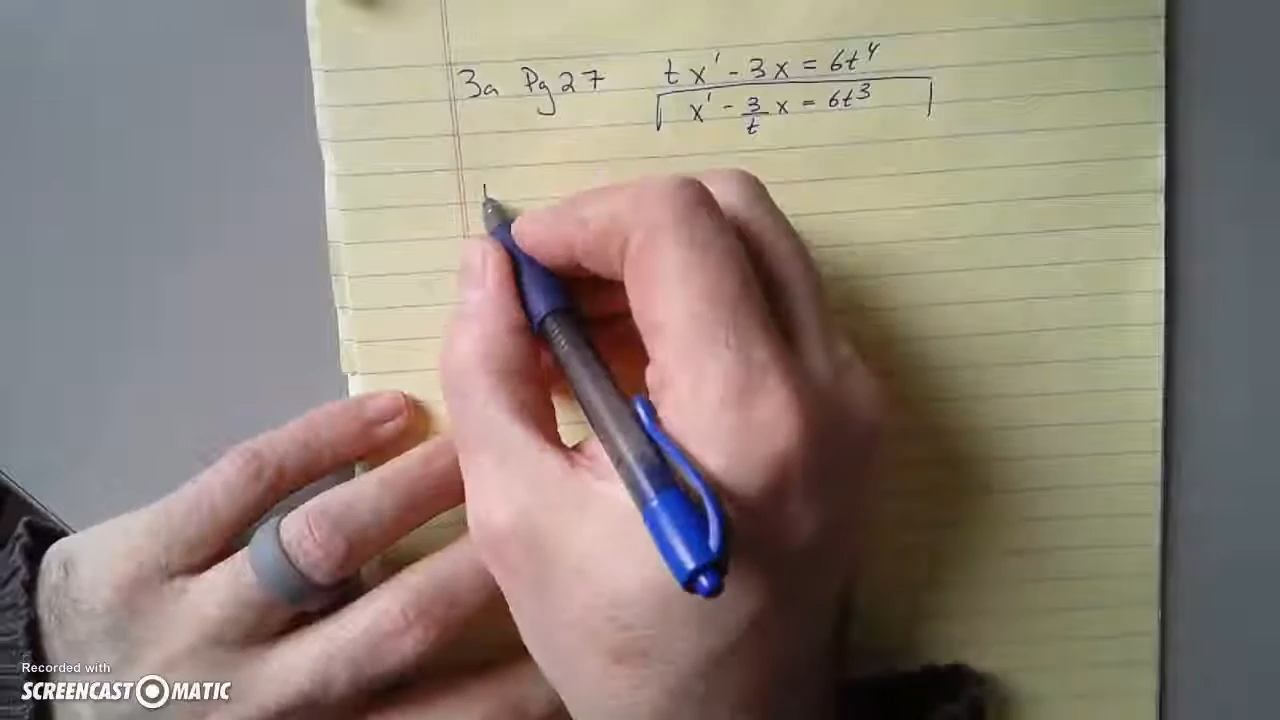 3a Pg 27 tx' - 3x = 6t⁴
x' - 3/t x = 6t³
Recorded with
SCREENCAST O MATIC